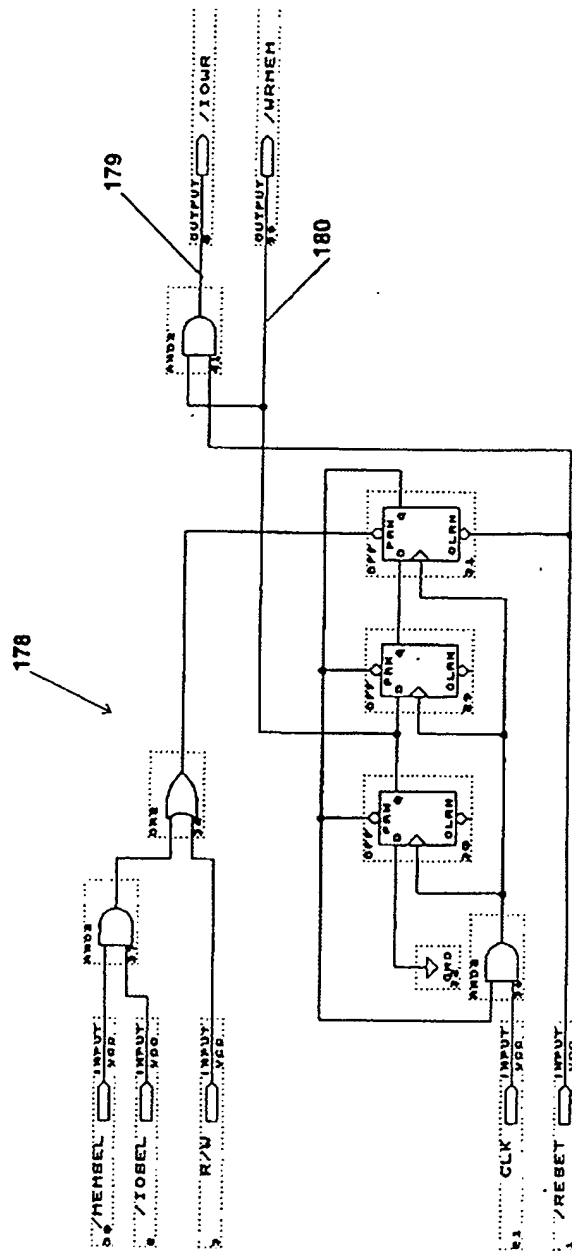 178
179
180
/MEMSEL
INPUT
VCC
/IOSEL
INPUT
VCC
R/W
INPUT
VCC
AND2
OR2
AND2
OUTPUT
/IOWR
OUTPUT
/WRMEM
DFF
PRN
D
Q
CLRN
DFF
PRN
D
Q
CLRN
DFF
PRN
D
Q
CLRN
GND
AND2
CLK
INPUT
VCC
/RESET
INPUT
VCC